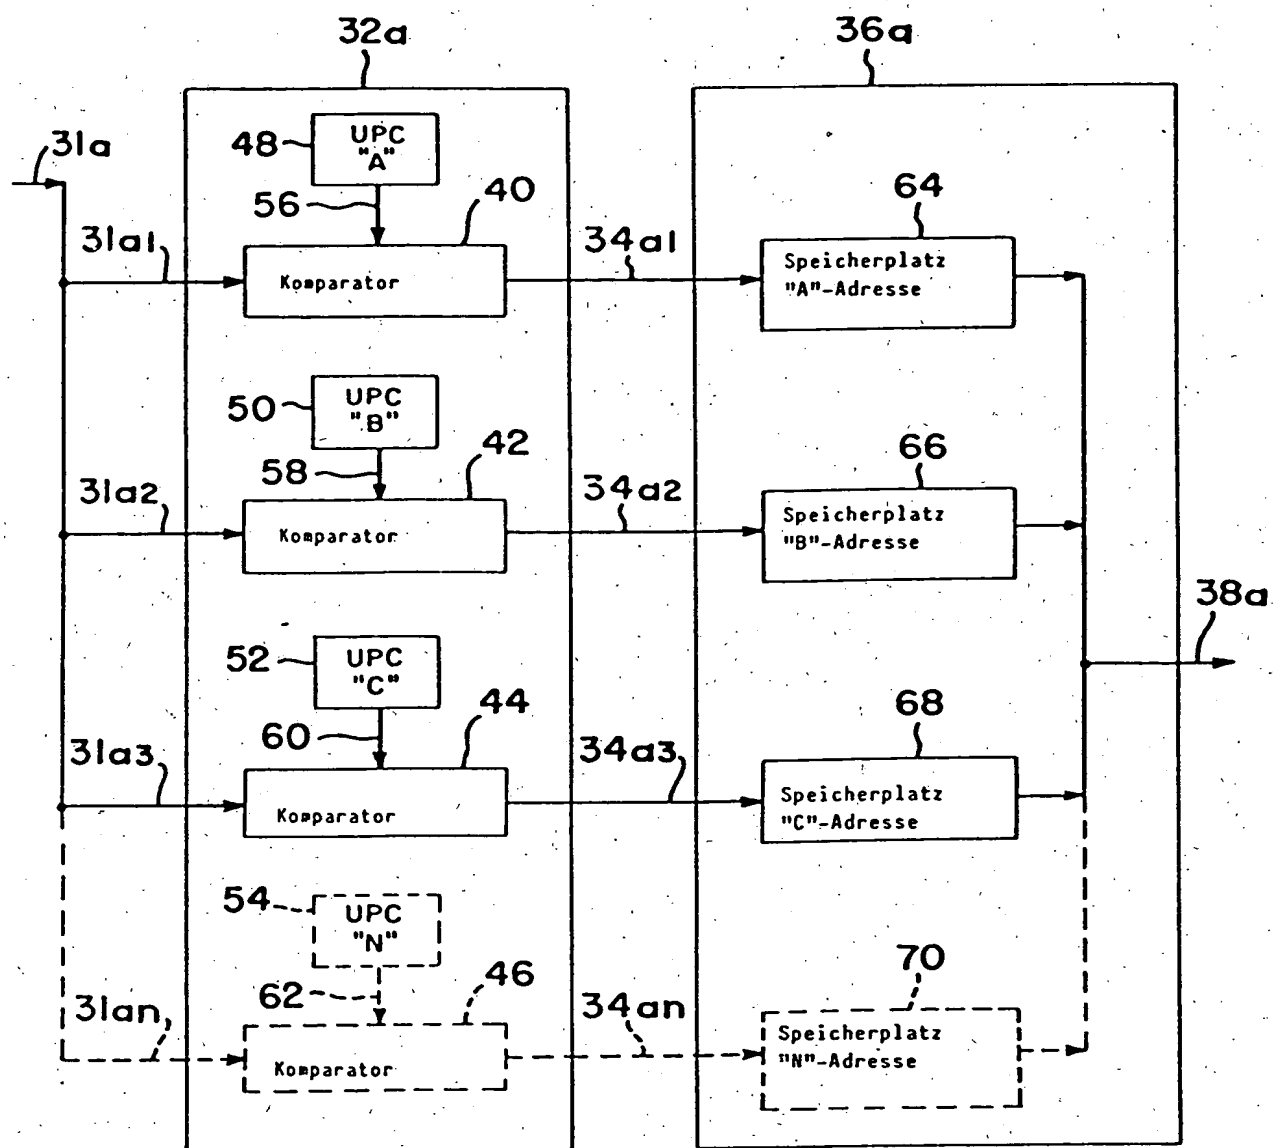 32a
36a
31a
48
UPC
"A"
56
40
64
31a1
34a1
Komparator
Speicherplatz
"A"-Adresse
50
UPC
"B"
58
42
66
31a2
34a2
Komparator
Speicherplatz
"B"-Adresse
38a
52
UPC
"C"
60
44
68
31a3
34a3
Komparator
Speicherplatz
"C"-Adresse
54
UPC
"N"
62
46
70
31an
34an
Komparator
Speicherplatz
"N"-Adresse